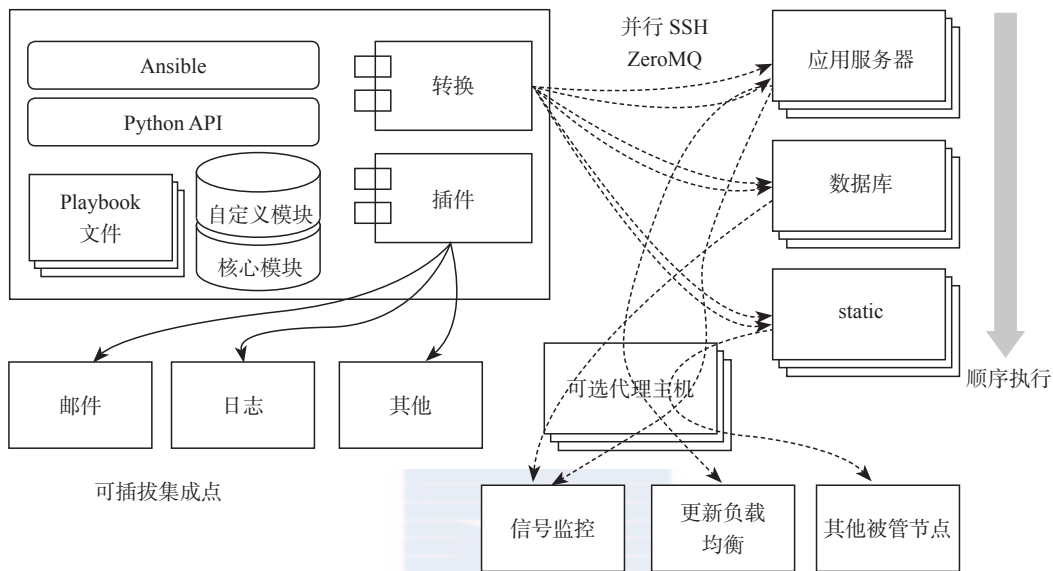 Ansible
Python API
Playbook
文件
自定义模块
核心模块
转换
插件
并行 SSH
ZeroMQ
应用服务器
数据库
static
顺序执行
可选代理主机
邮件
日志
其他
可插拔集成点
信号监控
更新负载
均衡
其他被管节点